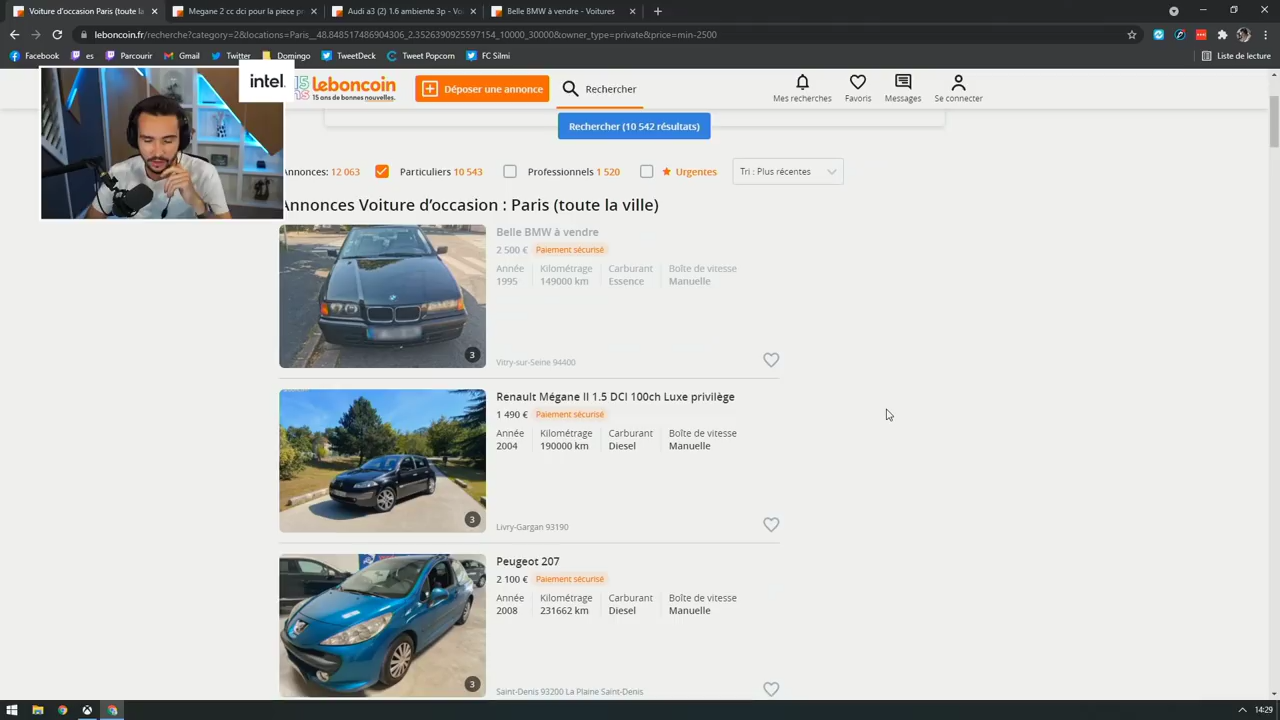 Voiture d'occasion Paris (toute la
Megane 2 cc dci pour la piece pr
Audi a3 (2) ambiente 3p. - Vo
Belle BMW à vendre - Voitures
leboncoin.fr/recherche?category=2&locations=Paris__48.848517486904306_2.3526390925597154_10000_30000&owner_type=private&price=min-2500
Facebook
yes
Parcourir
Gmail
Twitter
Domingo
TweetDeck
Tweet Popcorn
FC Silmi
Liste de lecture
intel.
15
leboncoin
15 ans de bonnes nouvelles.
Déposer une annonce
Rechercher
Mes recherches
Favoris
Messages
Se connecter
Rechercher (10 542 résultats)
Annonces: 12 063
Particuliers 10 543
Professionnels 1 520
Urgentes
Tri : Plus récentes
Annonces Voiture d'occasion : Paris (toute la ville)
Belle BMW à vendre
2 500 € Paiement sécurisé
Année Kilométrage Carburant Boîte de vitesse
1995 149000 km Essence Manuelle
3
Vitry-sur-Seine 94400
Renault Mégane II 1.5 DCI 100ch Luxe privilège
1 490 € Paiement sécurisé
Année Kilométrage Carburant Boîte de vitesse
2004 190000 km Diesel Manuelle
3
Livry-Gargan 93190
Peugeot 207
2 100 € Paiement sécurisé
Année Kilométrage Carburant Boîte de vitesse
2008 231662 km Diesel Manuelle
3
Saint-Denis 93200 La Plaine Saint-Denis
14:29